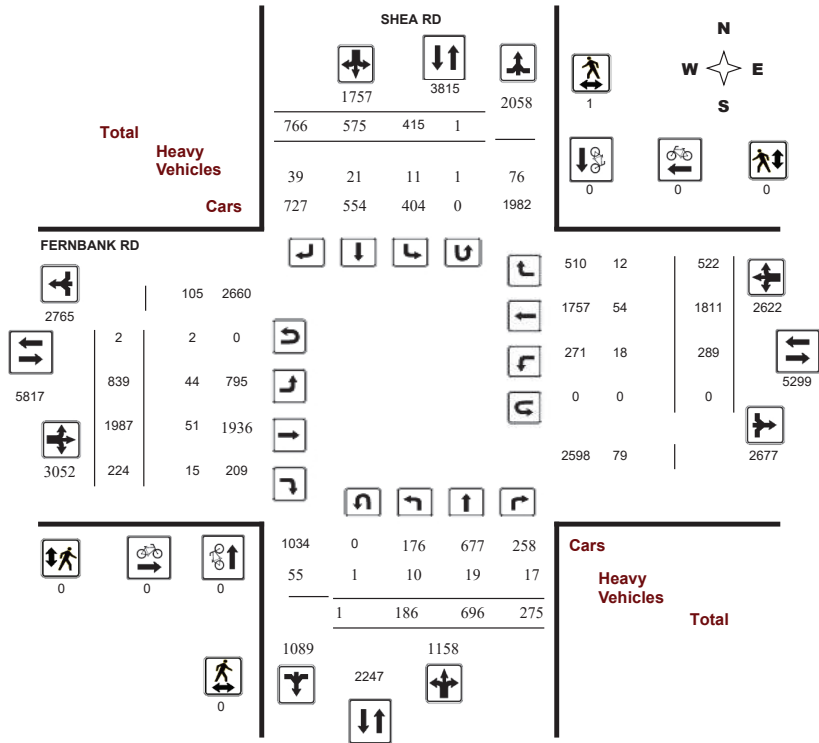 SHEA RD
N
W E
S
1757
3815
2058
1
Total
766 575 415 1
Heavy
Vehicles
39 21 11 1 76
0 0 0
Cars
727 554 404 0 1982
FERNBANK RD
2765
105 2660
510 12 522
2622
1757 54 1811
2 2 0
5817
271 18 289
5299
839 44 795
0 0 0
1987 51 1936
3052
224 15 209
2598 79
2677
1034 0 176 677 258
Cars
55 1 10 19 17
Heavy
Vehicles
0 0 0
1 186 696 275
Total
1089
2247
1158
0